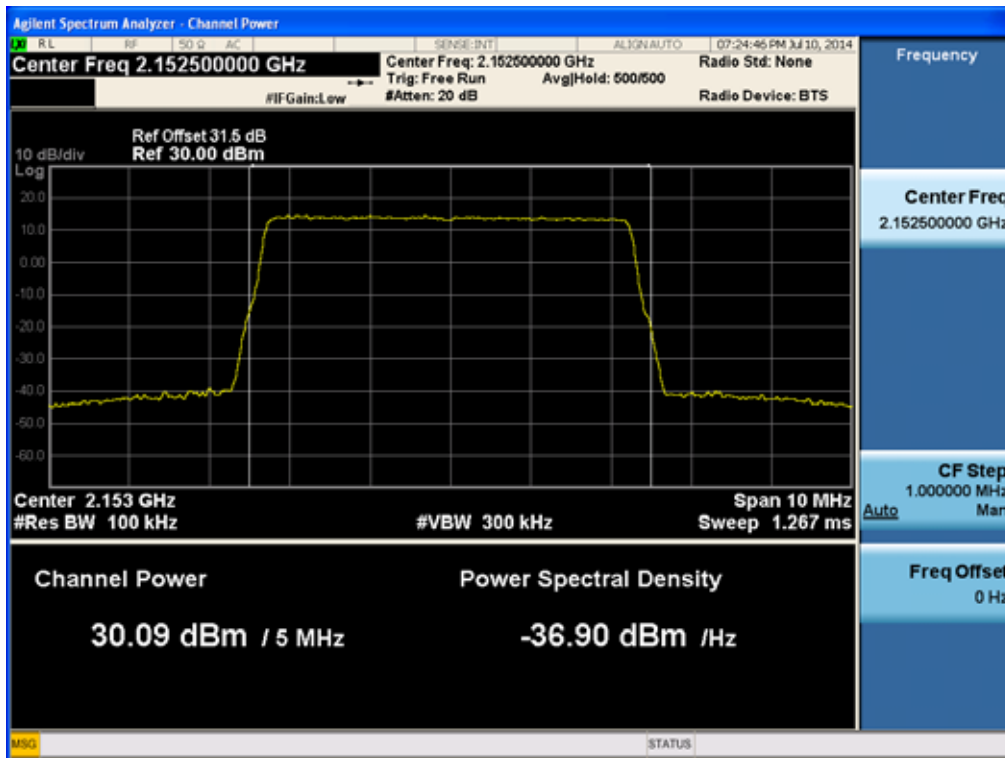 Agilent Spectrum Analyzer - Channel Power
LXI RL RF 50 Ω AC SENSE:INT ALIGNAUTO 07:24:46 PM Jul 10, 2014
Center Freq 2.152500000 GHz
Center Freq: 2.152500000 GHz
Radio Std: None
Trig: Free Run Avg|Hold: 500/500
#IFGain:Low
#Atten: 20 dB
Radio Device: BTS
Ref Offset 31.5 dB
10 dB/div Ref 30.00 dBm
Log
20.0
10.0
0.00
-10.0
-20.0
-30.0
-40.0
-50.0
-60.0
Center 2.153 GHz
Span 10 MHz
#Res BW 100 kHz
#VBW 300 kHz
Sweep 1.267 ms
Channel Power
Power Spectral Density
30.09 dBm / 5 MHz
-36.90 dBm /Hz
MSG
STATUS
Frequency
Center Freq
2.152500000 GHz
CF Step
1.000000 MHz
Auto Man
Freq Offset
0 Hz